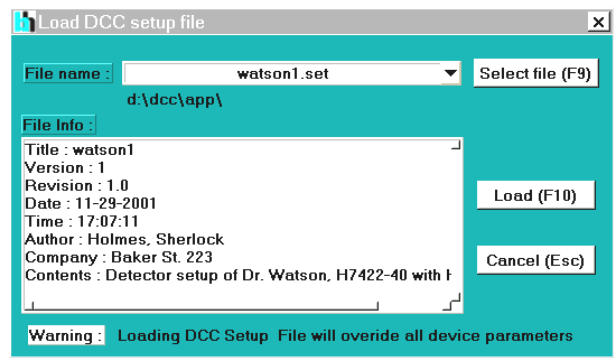 Load DCC setup file
File name : watson1.set Select file (F9)
d:\dcc\app\
File Info :
Title : watson1
Version : 1
Revision : 1.0
Date : 11-29-2001
Time : 17:07:11
Author : Holmes, Sherlock
Company : Baker St. 223
Contents : Detector setup of Dr. Watson, H7422-40 with
Load (F10)
Cancel (Esc)
Warning : Loading DCC Setup File will overide all device parameters